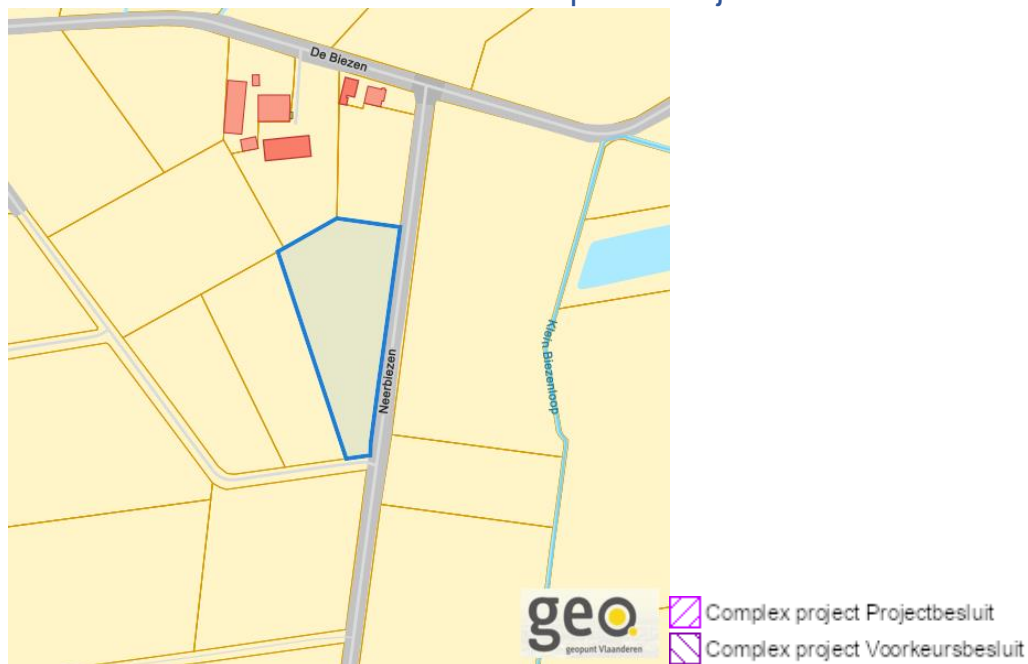 De Biezen
Neerbiezen
Klein Biezenloop
geo.
geopunt Vlaanderen
Complex project Projectbesluit
Complex project Voorkeursbesluit